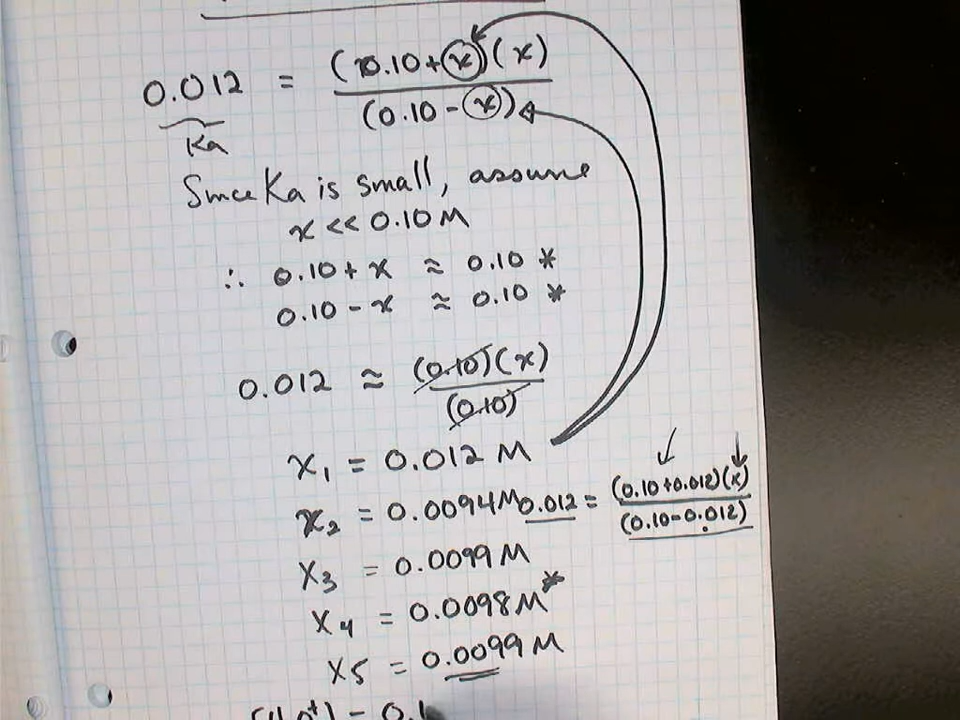 0.012 = (0.10+x)(x) / (0.10-x)
Ka
Since Ka is small, assume
x << 0.10 M
∴ 0.10 + x ≈ 0.10 *
0.10 - x ≈ 0.10 *
0.012 ≈ (0.10)(x) / (0.10)
x₁ = 0.012 M
x₂ = 0.0094 M 0.012 = (0.10+0.012)(x) / (0.10-0.012)
x₃ = 0.0099 M
x₄ = 0.0098 M*
x₅ = 0.0099 M